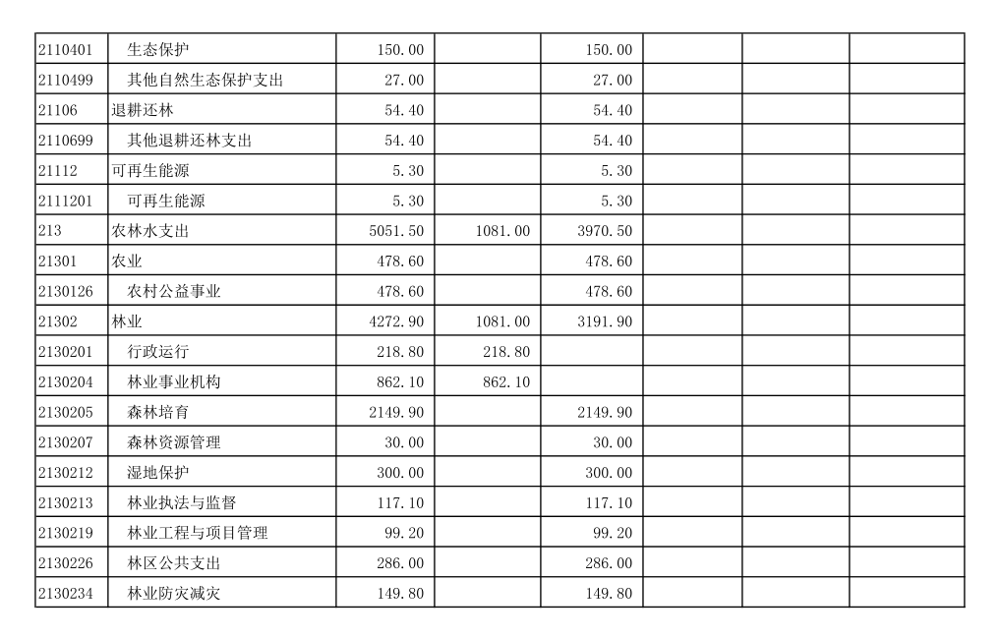 2110401 生态保护 150.00 150.00
2110499 其他自然生态保护支出 27.00 27.00
21106 退耕还林 54.40 54.40
2110699 其他退耕还林支出 54.40 54.40
21112 可再生能源 5.30 5.30
2111201 可再生能源 5.30 5.30
213 农林水支出 5051.50 1081.00 3970.50
21301 农业 478.60 478.60
2130126 农村公益事业 478.60 478.60
21302 林业 4272.90 1081.00 3191.90
2130201 行政运行 218.80 218.80
2130204 林业事业机构 862.10 862.10
2130205 森林培育 2149.90 2149.90
2130207 森林资源管理 30.00 30.00
2130212 湿地保护 300.00 300.00
2130213 林业执法与监督 117.10 117.10
2130219 林业工程与项目管理 99.20 99.20
2130226 林区公共支出 286.00 286.00
2130234 林业防灾减灾 149.80 149.80